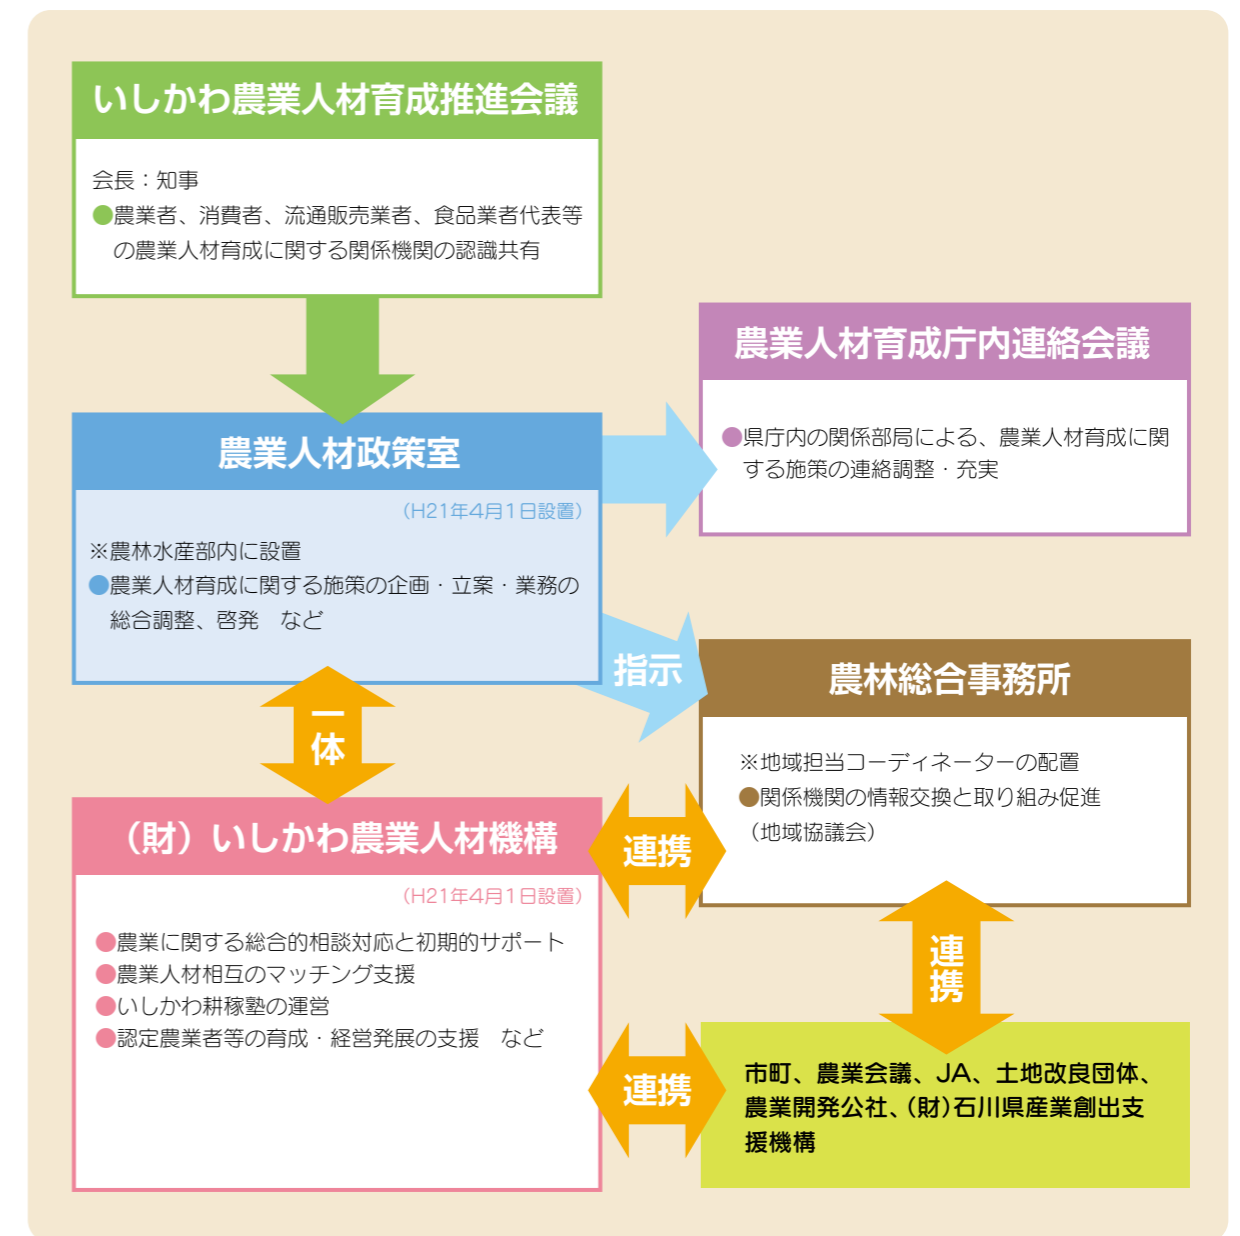 いしかわ農業人材育成推進会議
会長：知事
●農業者、消費者、流通販売業者、食品業者代表等
の農業人材育成に関する関係機関の認識共有
農業人材育成庁内連絡会議
●県庁内の関係部局による、農業人材育成に関
する施策の連絡調整・充実
農業人材政策室
（H21年4月1日設置）
※農林水産部内に設置
●農業人材育成に関する施策の企画・立案・業務の
総合調整、啓発　など
指示
一体
農林総合事務所
※地域担当コーディネーターの配置
●関係機関の情報交換と取り組み促進
（地域協議会）
（財）いしかわ農業人材機構
（H21年4月1日設置）
●農業に関する総合的相談対応と初期的サポート
●農業人材相互のマッチング支援
●いしかわ耕稼塾の運営
●認定農業者等の育成・経営発展の支援　など
連携
連携
連携
市町、農業会議、JA、土地改良団体、
農業開発公社、（財）石川県産業創出支
援機構